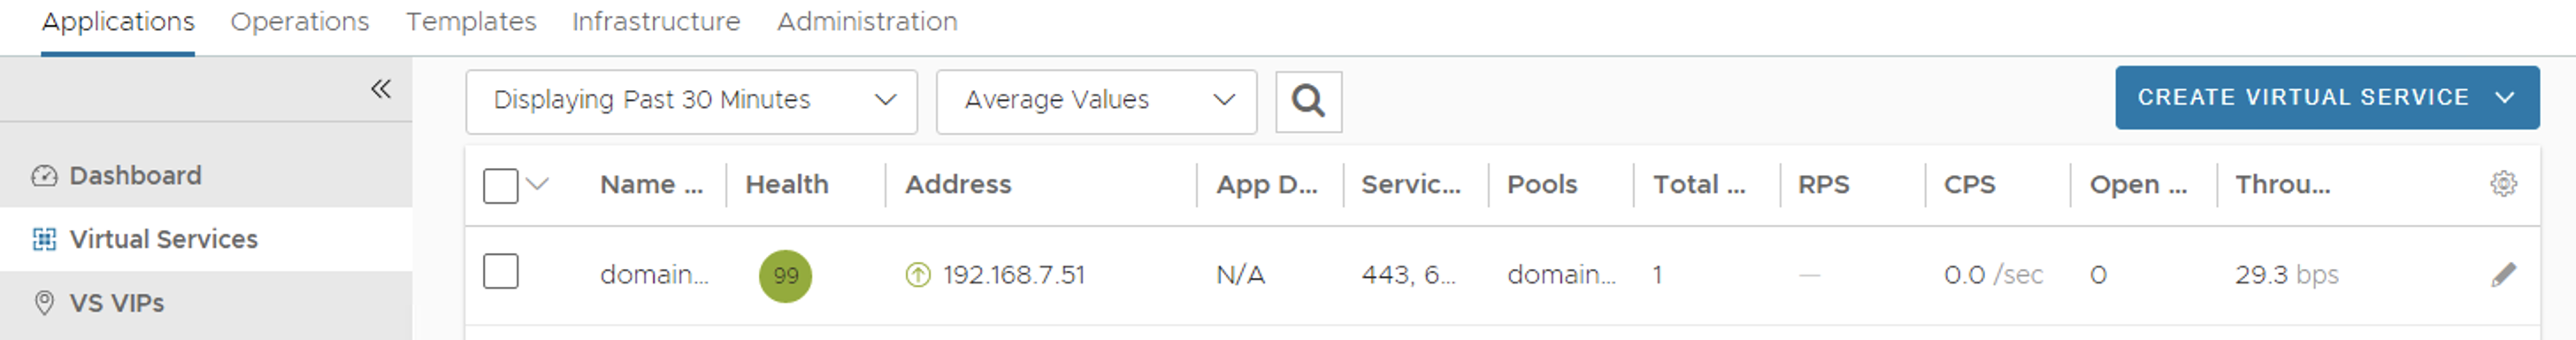 Applications Operations Templates Infrastructure Administration
Displaying Past 30 Minutes Average Values CREATE VIRTUAL SERVICE
Dashboard
Virtual Services
VS VIPs
Name ... Health Address App D... Servic... Pools Total ... RPS CPS Open ... Throu...
domain... 99 192.168.7.51 N/A 443, 6... domain... 1 — 0.0 /sec 0 29.3 bps